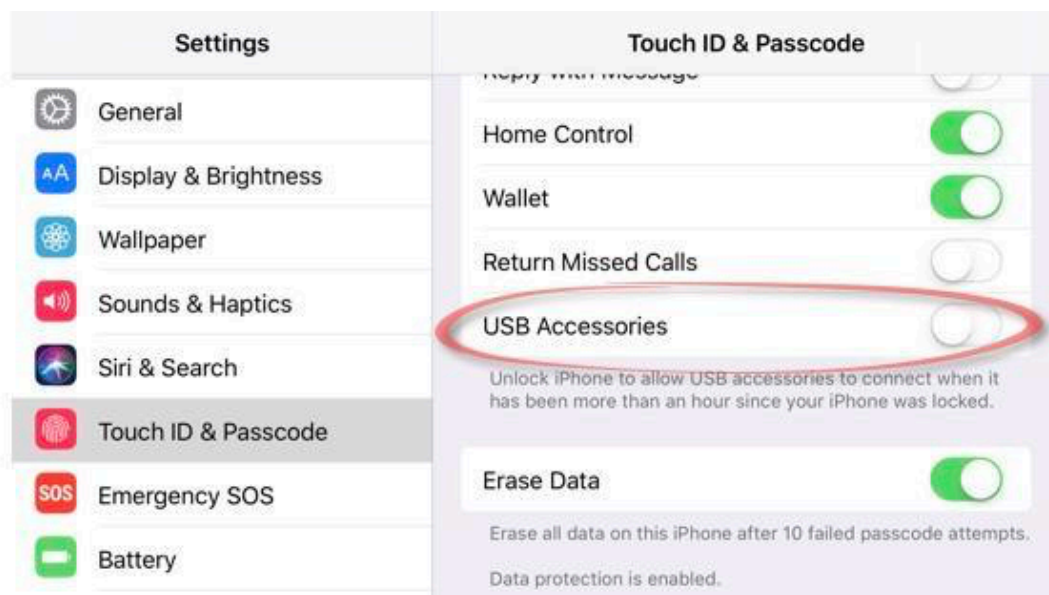 Settings
General
Display & Brightness
Wallpaper
Sounds & Haptics
Siri & Search
Touch ID & Passcode
SOS
Emergency SOS
Battery
Touch ID & Passcode
Reply with Message
Home Control
Wallet
Return Missed Calls
USB Accessories
Unlock iPhone to allow USB accessories to connect when it
has been more than an hour since your iPhone was locked.
Erase Data
Erase all data on this iPhone after 10 failed passcode attempts.
Data protection is enabled.